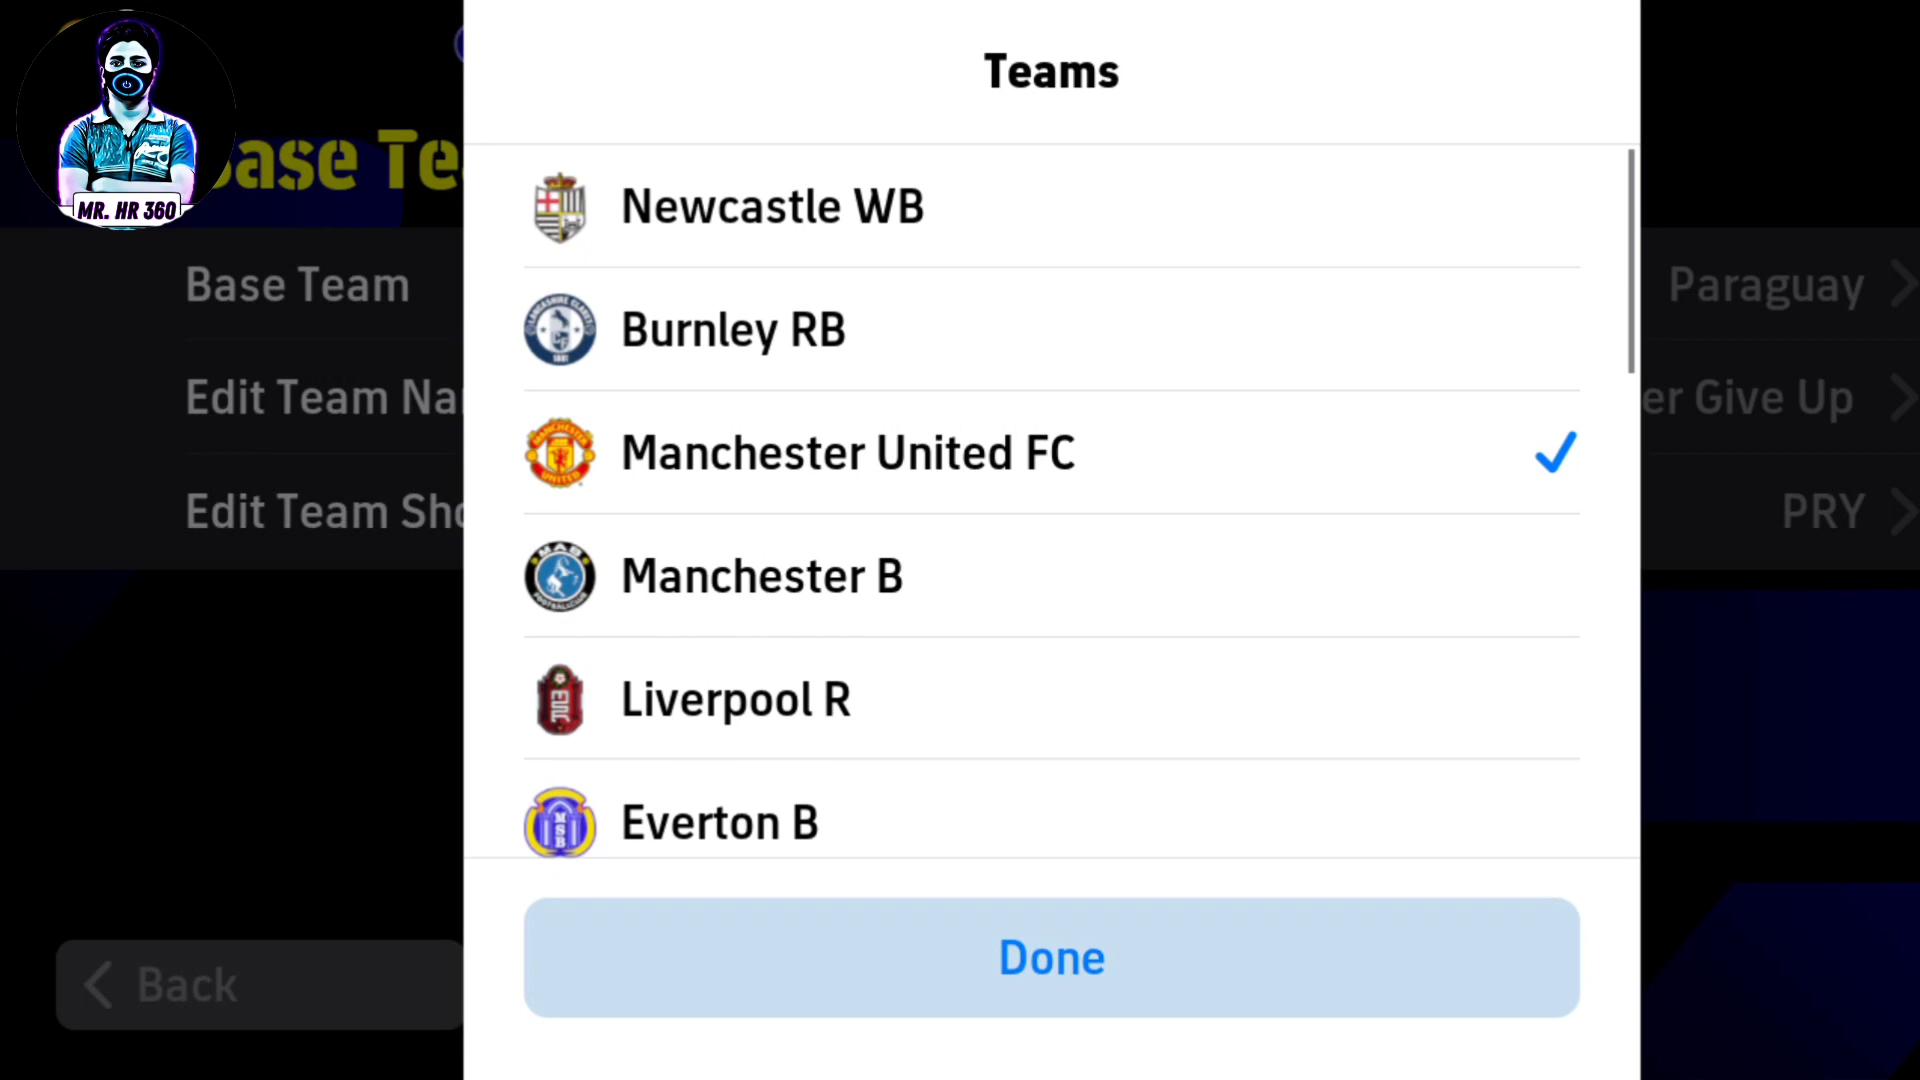 Teams
MR. HR 360
ase Te
Newcastle WB
Base Team
Paraguay
Burnley RB
Edit Team Na
er Give Up
Manchester United FC
Edit Team Sho
PRY
Manchester B
Liverpool R
Everton B
Done
Back